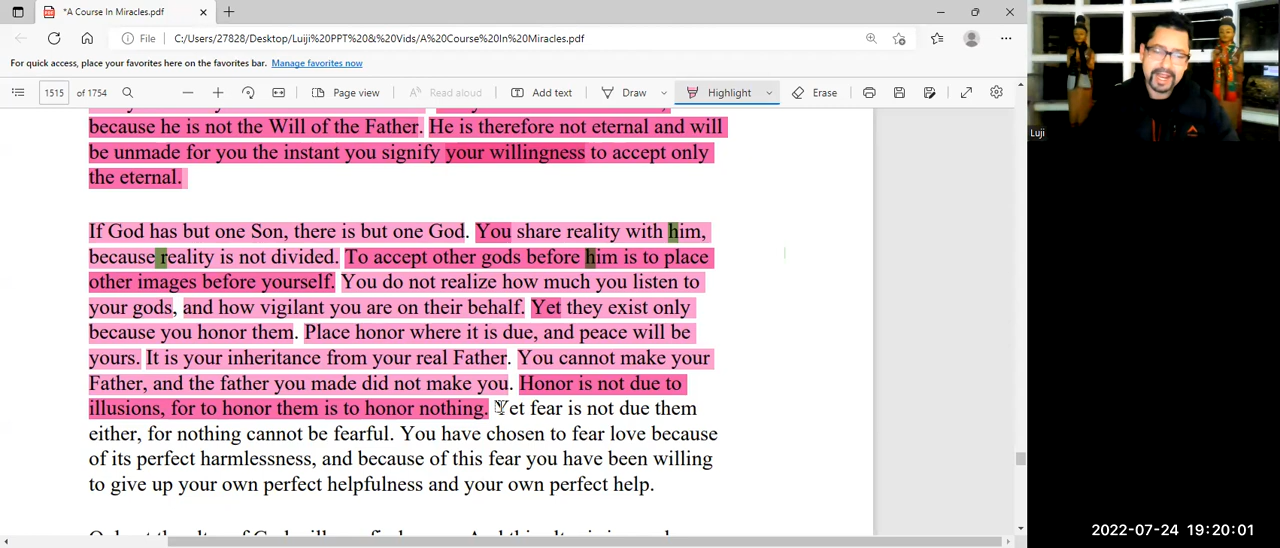 *A Course In Miracles.pdf
File
C:/Users/27828/Desktop/Luiji%20PPT%20&%20Vids/A%20Course%20In%20Miracles.pdf
For quick access, place your favorites here on the favorites bar. Manage favorites now
1515 of 1754
Page view
Read aloud
Add text
Draw
Highlight
Erase
Luji
because he is not the Will of the Father. He is therefore not eternal and will
be unmade for you the instant you signify your willingness to accept only
the eternal.
If God has but one Son, there is but one God. You share reality with him,
because reality is not divided. To accept other gods before him is to place
other images before yourself. You do not realize how much you listen to
your gods, and how vigilant you are on their behalf. Yet they exist only
because you honor them. Place honor where it is due, and peace will be
yours. It is your inheritance from your real Father. You cannot make your
Father, and the father you made did not make you. Honor is not due to
illusions, for to honor them is to honor nothing. Yet fear is not due them
either, for nothing cannot be fearful. You have chosen to fear love because
of its perfect harmlessness, and because of this fear you have been willing
to give up your own perfect helpfulness and your own perfect help.
2022-07-24 19:20:01